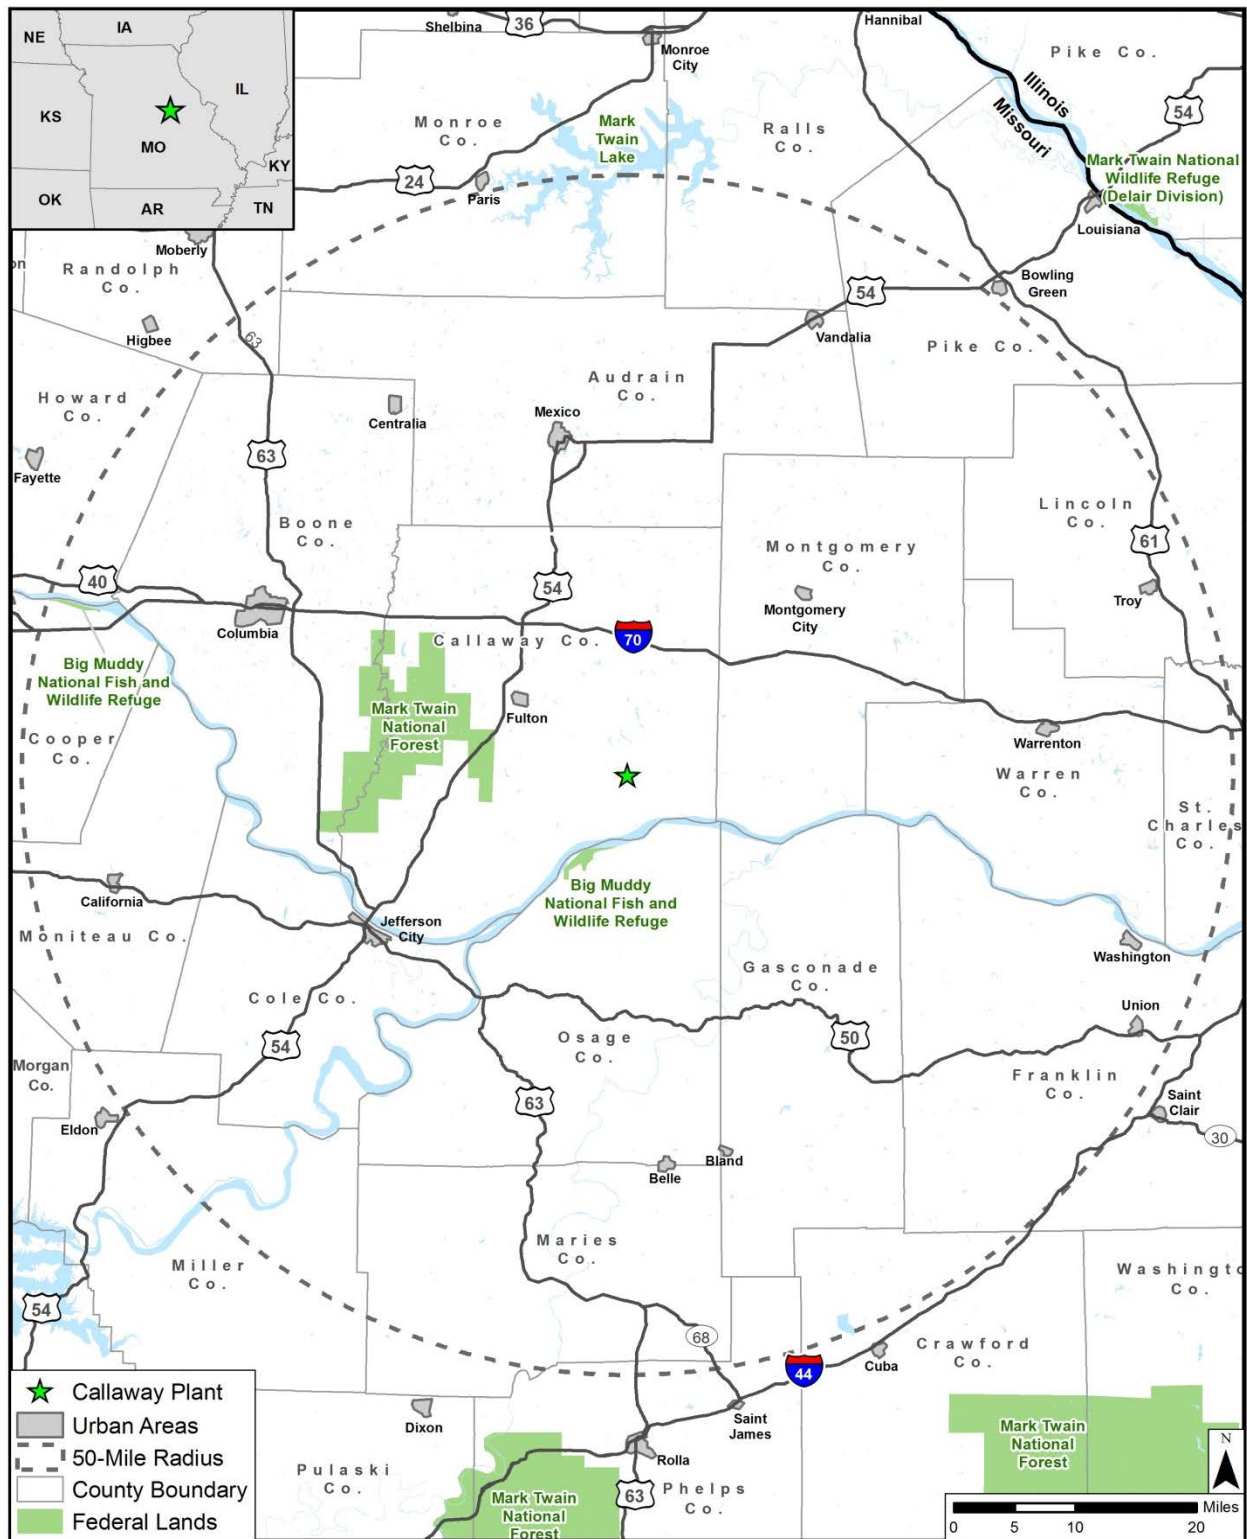 NE
IA
KS
IL
MO
KY
OK
AR
TN
Shelbina
36
Monroe
City
Hannibal
Pike Co.
Illinois
Missouri
54
Monroe
Co.
Mark
Twain
Lake
Ralls
Co.
Mark Twain National
Wildlife Refuge
(Delair Division)
24
Paris
Louisiana
Moberly
on
Randolph
Co.
Higbee
63
54
Bowling
Green
Vandalia
Pike Co.
Howard
Co.
Audrain
Co.
Centralia
Mexico
63
Fayette
Boone
Co.
Lincoln
Co.
Montgomery
Co.
61
40
54
Columbia
Montgomery
City
Troy
Callaway Co.
70
Big Muddy
National Fish and
Wildlife Refuge
Mark Twain
National
Forest
Fulton
Cooper
Co.
Warrenton
Warren
Co.
St.
Charles
Co.
California
Big Muddy
National Fish and
Wildlife Refuge
Jefferson
City
Moniteau Co.
Washington
Gasconade
Co.
Cole Co.
Union
54
Osage
Co.
50
Morgan
Co.
63
Franklin
Co.
Saint
Clair
Eldon
30
Bland
Belle
Maries
Co.
Miller
Co.
Washingto
Co.
54
68
Crawford
Co.
44
Cuba
Callaway Plant
Urban Areas
50-Mile Radius
County Boundary
Federal Lands
Dixon
Saint
James
Mark Twain
National
Forest
Rolla
Pulaski
Co.
63
Phelps
Co.
Mark Twain
National
Forest
N
Miles
0
5
10
20